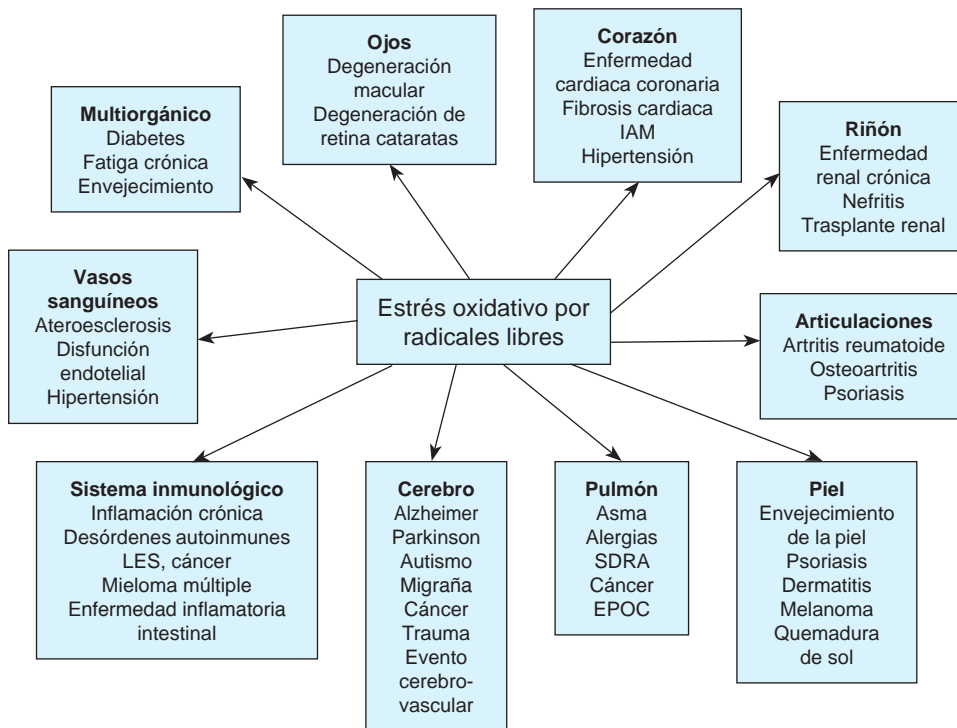 Ojos
Degeneración
macular
Degeneración de
retina cataratas
Corazón
Enfermedad
cardiaca coronaria
Fibrosis cardiaca
IAM
Hipertensión
Multiorgánico
Diabetes
Fatiga crónica
Envejecimiento
Riñón
Enfermedad
renal crónica
Nefritis
Trasplante renal
Vasos
sanguíneos
Ateroesclerosis
Disfunción
endotelial
Hipertensión
Estrés oxidativo por
radicales libres
Articulaciones
Artritis reumatoide
Osteoartritis
Psoriasis
Sistema inmunológico
Inflamación crónica
Desórdenes autoinmunes
LES, cáncer
Mieloma múltiple
Enfermedad inflamatoria
intestinal
Cerebro
Alzheimer
Parkinson
Autismo
Migraña
Cáncer
Trauma
Evento
cerebro-
vascular
Pulmón
Asma
Alergias
SDRA
Cáncer
EPOC
Piel
Envejecimiento
de la piel
Psoriasis
Dermatitis
Melanoma
Quemadura
de sol